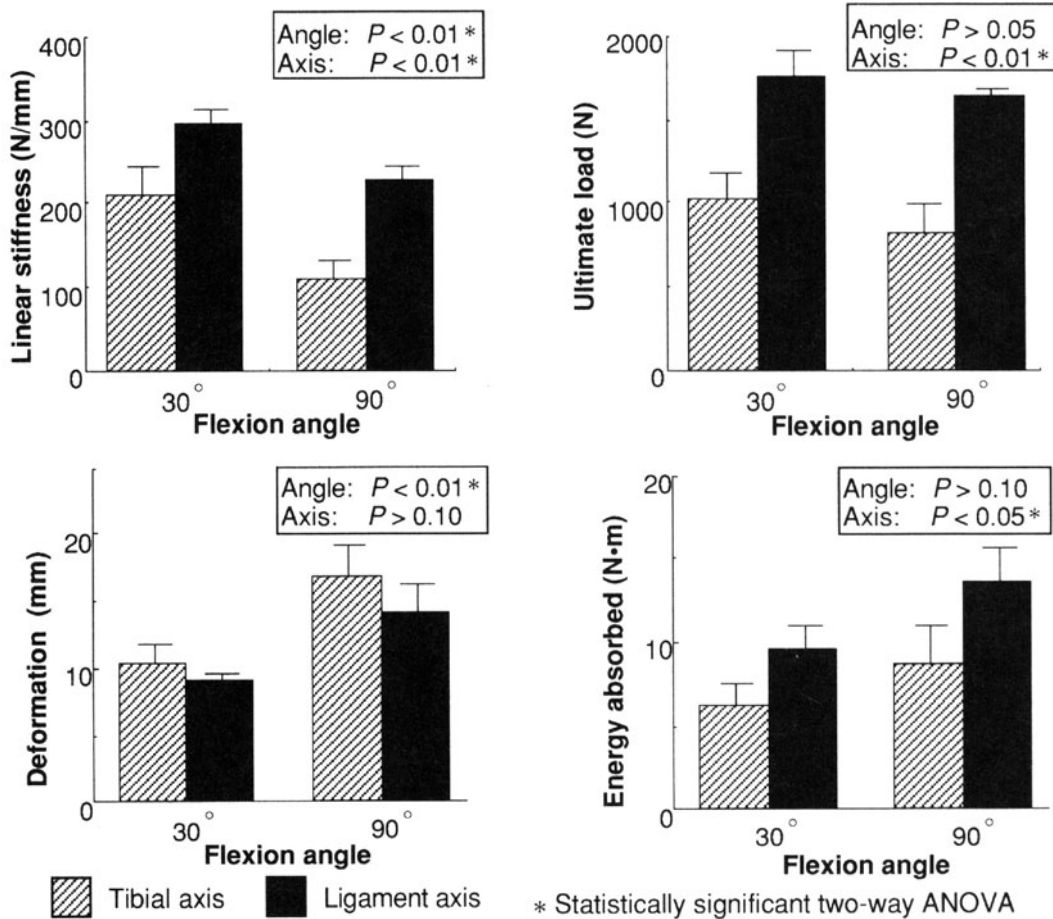 400
300
200
100
0
Linear stiffness (N/mm)
Angle: P < 0.01 *
Axis: P < 0.01 *
30°
90°
Flexion angle
2000
1000
0
Ultimate load (N)
Angle: P > 0.05
Axis: P < 0.01 *
30°
90°
Flexion angle
20
10
0
Deformation (mm)
Angle: P < 0.01 *
Axis: P > 0.10
30°
90°
Flexion angle
20
10
0
Energy absorbed (N•m)
Angle: P > 0.10
Axis: P < 0.05 *
30°
90°
Flexion angle
Tibial axis
Ligament axis
* Statistically significant two-way ANOVA